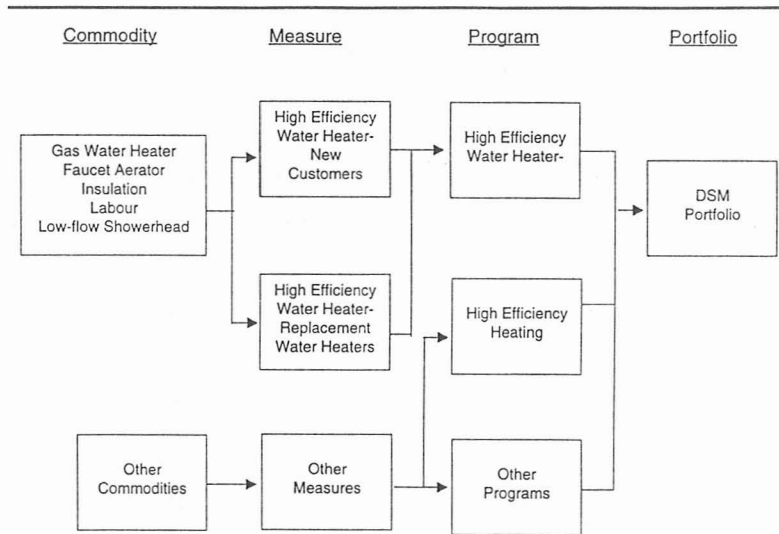 Commodity
Measure
Program
Portfolio
Gas Water Heater
Faucet Aerator
Insulation
Labour
Low-flow Showerhead
High Efficiency
Water Heater-
New
Customers
High Efficiency
Water Heater-
DSM
Portfolio
High Efficiency
Water Heater-
Replacement
Water Heaters
High Efficiency
Heating
Other
Commodities
Other
Measures
Other
Programs